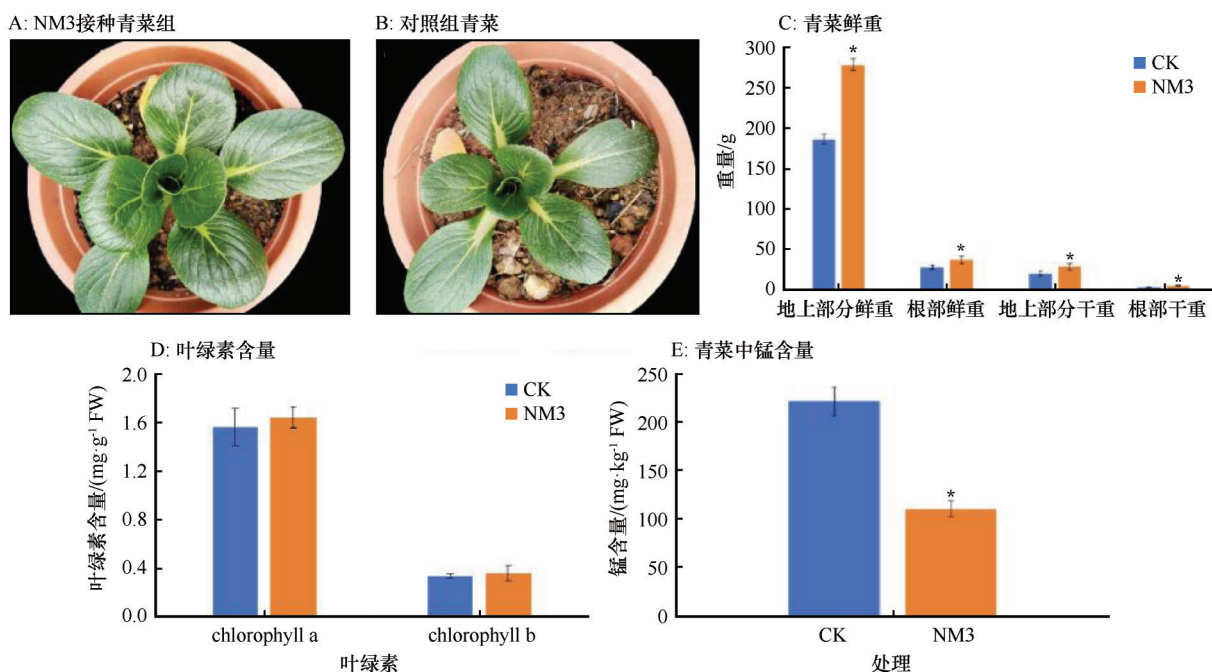 A: NM3接种青菜组
B: 对照组青菜
C: 青菜鲜重
重量/g
300
250
200
150
100
50
0
CK
NM3
*
*
*
*
地上部分鲜重 根部鲜重 地上部分干重 根部干重
D: 叶绿素含量
叶绿素含量/(mg·g⁻¹ FW)
2.0
1.6
1.2
0.8
0.4
0.0
CK
NM3
chlorophyll a chlorophyll b
叶绿素
E: 青菜中锰含量
锰含量/(mg·kg⁻¹ FW)
250
200
150
100
50
0
*
CK NM3
处理